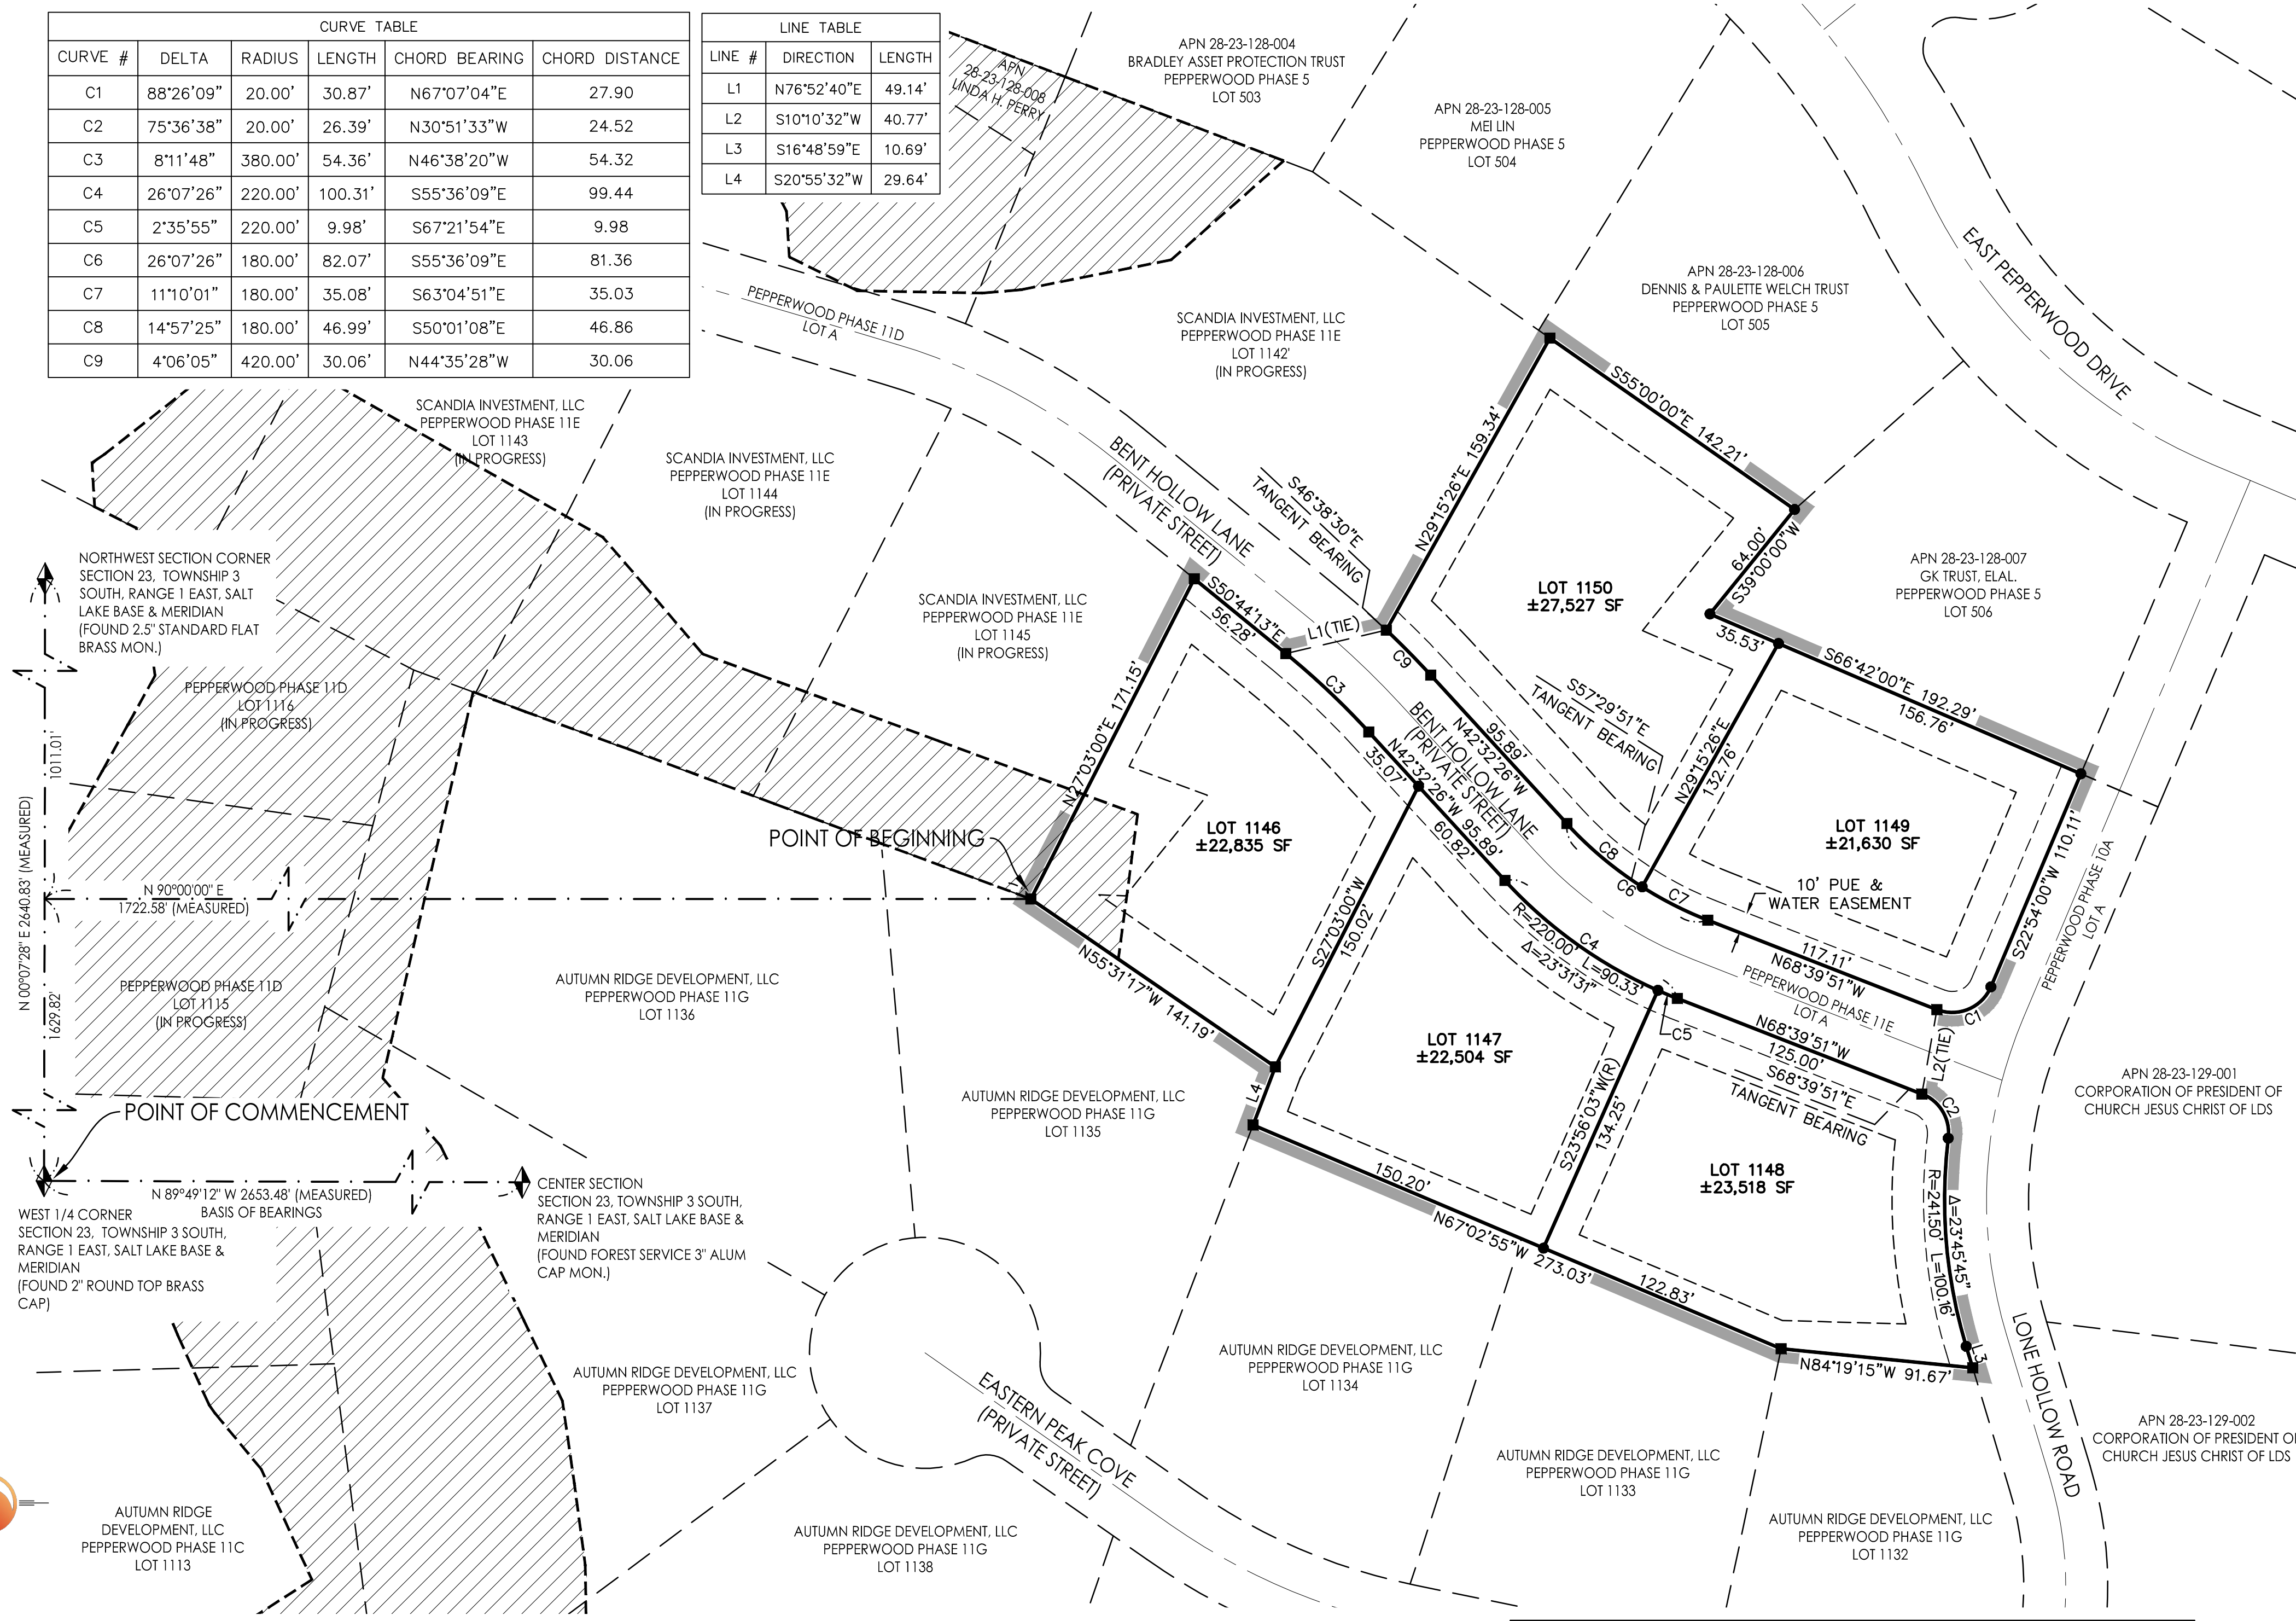 CURVE TABLE
CURVE # DELTA RADIUS LENGTH CHORD BEARING CHORD DISTANCE
C1 88°26'09" 20.00' 30.87' N67°07'04"E 27.90
C2 75°36'38" 20.00' 26.39' N30°51'33"W 24.52
C3 8°11'48" 380.00' 54.36' N46°38'20"W 54.32
C4 26°07'26" 220.00' 100.31' S55°36'09"E 99.44
C5 2°35'55" 220.00' 9.98' S67°21'54"E 9.98
C6 26°07'26" 180.00' 82.07' S55°36'09"E 81.36
C7 11°10'01" 180.00' 35.08' S63°04'51"E 35.03
C8 14°57'25" 180.00' 46.99' S50°01'08"E 46.86
C9 4°06'05" 420.00' 30.06' N44°35'28"W 30.06
LINE TABLE
LINE # DIRECTION LENGTH
L1 N76°52'40"E 49.14'
L2 S10°10'32"W 40.77'
L3 S16°48'59"E 10.69'
L4 S20°55'32"W 29.64'
APN
28-23-128-008
LINDA H. PERRY
APN 28-23-128-004
BRADLEY ASSET PROTECTION TRUST
PEPPERWOOD PHASE 5
LOT 503
APN 28-23-128-005
MEI LIN
PEPPERWOOD PHASE 5
LOT 504
APN 28-23-128-006
DENNIS & PAULETTE WELCH TRUST
PEPPERWOOD PHASE 5
LOT 505
EAST PEPPERWOOD DRIVE
PEPPERWOOD PHASE 11D
LOT A
SCANDIA INVESTMENT, LLC
PEPPERWOOD PHASE 11E
LOT 1142'
(IN PROGRESS)
SCANDIA INVESTMENT, LLC
PEPPERWOOD PHASE 11E
LOT 1143
(IN PROGRESS)
SCANDIA INVESTMENT, LLC
PEPPERWOOD PHASE 11E
LOT 1144
(IN PROGRESS)
BENT HOLLOW LANE
(PRIVATE STREET)
S46°38'30"E
TANGENT BEARING
N29°15'26"E 159.34'
S55°00'00"E 142.21'
64.00'
S39°00'00"W
LOT 1150
±27,527 SF
APN 28-23-128-007
GK TRUST, ELAL.
PEPPERWOOD PHASE 5
LOT 506
NORTHWEST SECTION CORNER
SECTION 23, TOWNSHIP 3
SOUTH, RANGE 1 EAST, SALT
LAKE BASE & MERIDIAN
(FOUND 2.5" STANDARD FLAT
BRASS MON.)
SCANDIA INVESTMENT, LLC
PEPPERWOOD PHASE 11E
LOT 1145
(IN PROGRESS)
S50°44'13"E
56.28'
L1(TIE)
C9
C3
35.53'
S66°42'00"E 192.29'
156.76'
S57°29'51"E
TANGENT BEARING
PEPPERWOOD PHASE 11D
LOT 1116
(IN PROGRESS)
N27°03'00"E 171.15'
BENT HOLLOW LANE
(PRIVATE STREET)
95.89'
N42°32'26"W
N42°32'26"W 95.89'
35.07'
60.82'
N29°15'26"E
132.76'
1011.01'
N 00°07'28" E 2640.83' (MEASURED)
1629.82'
POINT OF BEGINNING
LOT 1146
±22,835 SF
C8
C6
C7
LOT 1149
±21,630 SF
10' PUE &
WATER EASEMENT
S22°54'00"W 110.11'
PEPPERWOOD PHASE 10A
LOT A
N 90°00'00" E
1722.58' (MEASURED)
S27°03'00"W
150.02'
C4
R=220.00' L=90.33'
Δ=23°31'31"
117.11'
N68°39'51"W
PEPPERWOOD PHASE 11E
LOT A
C1
L2(TIE)
N55°31'17"W 141.19'
AUTUMN RIDGE DEVELOPMENT, LLC
PEPPERWOOD PHASE 11G
LOT 1136
PEPPERWOOD PHASE 11D
LOT 1115
(IN PROGRESS)
C5
N68°39'51"W
125.00'
S68°39'51"E
TANGENT BEARING
C2
LOT 1147
±22,504 SF
L4
S23°56'03"W(R)
134.25'
APN 28-23-129-001
CORPORATION OF PRESIDENT OF
CHURCH JESUS CHRIST OF LDS
POINT OF COMMENCEMENT
AUTUMN RIDGE DEVELOPMENT, LLC
PEPPERWOOD PHASE 11G
LOT 1135
LOT 1148
±23,518 SF
R=241.50' L=100.16'
Δ=23°45'45"
150.20'
N67°02'55"W 273.03'
122.83'
N84°19'15"W 91.67'
L3
N 89°49'12" W 2653.48' (MEASURED)
BASIS OF BEARINGS
WEST 1/4 CORNER
SECTION 23, TOWNSHIP 3 SOUTH,
RANGE 1 EAST, SALT LAKE BASE &
MERIDIAN
(FOUND 2" ROUND TOP BRASS
CAP)
CENTER SECTION
SECTION 23, TOWNSHIP 3 SOUTH,
RANGE 1 EAST, SALT LAKE BASE &
MERIDIAN
(FOUND FOREST SERVICE 3" ALUM
CAP MON.)
LONE HOLLOW ROAD
AUTUMN RIDGE DEVELOPMENT, LLC
PEPPERWOOD PHASE 11G
LOT 1137
EASTERN PEAK COVE
(PRIVATE STREET)
AUTUMN RIDGE DEVELOPMENT, LLC
PEPPERWOOD PHASE 11G
LOT 1134
AUTUMN RIDGE DEVELOPMENT, LLC
PEPPERWOOD PHASE 11G
LOT 1133
APN 28-23-129-002
CORPORATION OF PRESIDENT OF
CHURCH JESUS CHRIST OF LDS
AUTUMN RIDGE
DEVELOPMENT, LLC
PEPPERWOOD PHASE 11C
LOT 1113
AUTUMN RIDGE DEVELOPMENT, LLC
PEPPERWOOD PHASE 11G
LOT 1138
AUTUMN RIDGE DEVELOPMENT, LLC
PEPPERWOOD PHASE 11G
LOT 1132